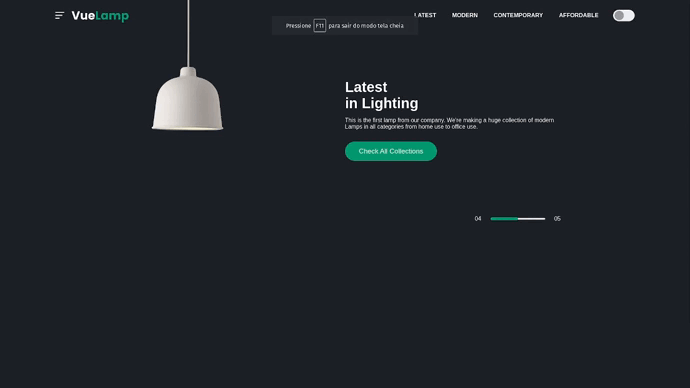 VueLamp
LATEST MODERN CONTEMPORARY AFFORDABLE
Pressione F11 para sair do modo tela cheia
Latest
in Lighting
This is the first lamp from our company. We're making a huge collection of modern
Lamps in all categories from home use to office use.
Check All Collections
04 05